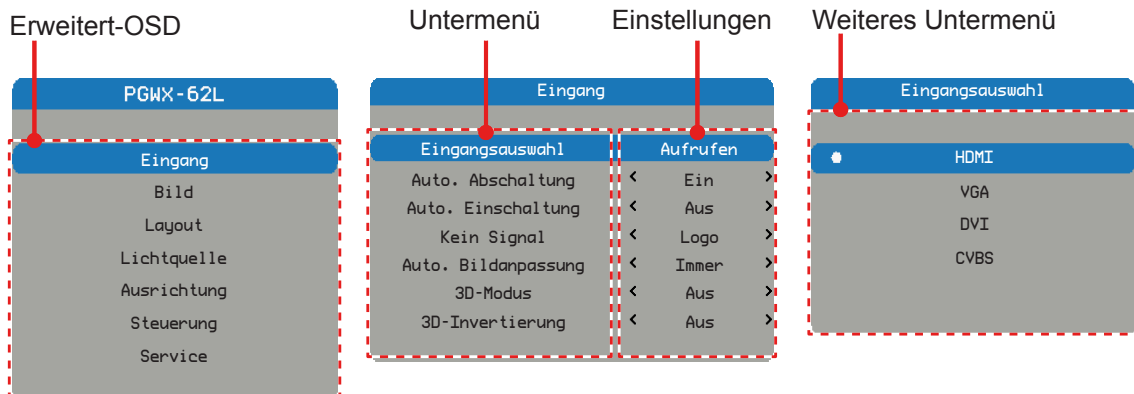 Erweitert-OSD
Untermenü
Einstellungen
Weiteres Untermenü
PGWX-62L
Eingang
Bild
Layout
Lichtquelle
Ausrichtung
Steuerung
Service
Eingang
Eingangsauswahl Aufrufen
Auto. Abschaltung < Ein >
Auto. Einschaltung < Aus >
Kein Signal < Logo >
Auto. Bildanpassung < Immer >
3D-Modus < Aus >
3D-Invertierung < Aus >
Eingangsauswahl
HDMI
VGA
DVI
CVBS